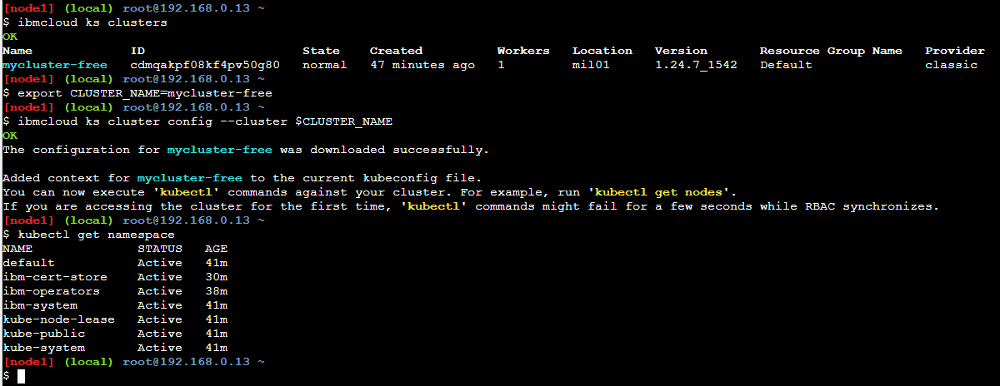 [node1] (local) root@192.168.0.13 ~
$ ibmcloud ks clusters
OK
Name             ID                     State    Created          Workers   Location   Version       Resource Group Name   Provider
mycluster-free   cdmqakpf08kf4pv50g80   normal   47 minutes ago   1         mil01      1.24.7_1542   Default               classic
[node1] (local) root@192.168.0.13 ~
$ export CLUSTER_NAME=mycluster-free
[node1] (local) root@192.168.0.13 ~
$ ibmcloud ks cluster config --cluster $CLUSTER_NAME
OK
The configuration for mycluster-free was downloaded successfully.

Added context for mycluster-free to the current kubeconfig file.
You can now execute 'kubectl' commands against your cluster. For example, run 'kubectl get nodes'.
If you are accessing the cluster for the first time, 'kubectl' commands might fail for a few seconds while RBAC synchronizes.
[node1] (local) root@192.168.0.13 ~
$ kubectl get namespace
NAME              STATUS   AGE
default           Active   41m
ibm-cert-store    Active   30m
ibm-operators     Active   38m
ibm-system        Active   41m
kube-node-lease   Active   41m
kube-public       Active   41m
kube-system       Active   41m
[node1] (local) root@192.168.0.13 ~
$